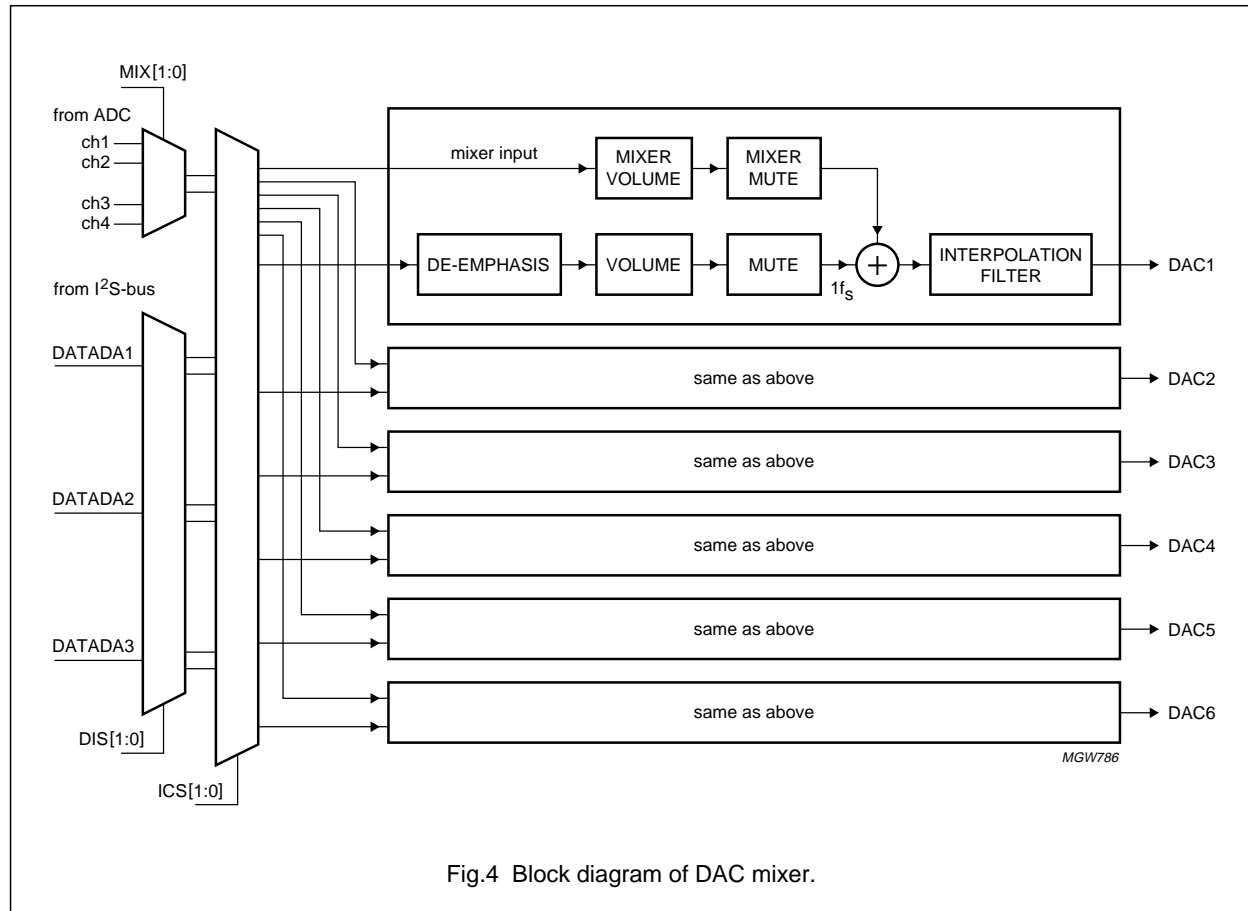 MIX[1:0]
from ADC
ch1
ch2
ch3
ch4
mixer input
MIXER
VOLUME
MIXER
MUTE
DE-EMPHASIS
VOLUME
MUTE
1fS
+
INTERPOLATION
FILTER
DAC1
from I2S-bus
DATADA1
same as above
DAC2
same as above
DAC3
DATADA2
same as above
DAC4
same as above
DAC5
DATADA3
same as above
DAC6
DIS[1:0]
MGW786
ICS[1:0]
Fig.4 Block diagram of DAC mixer.